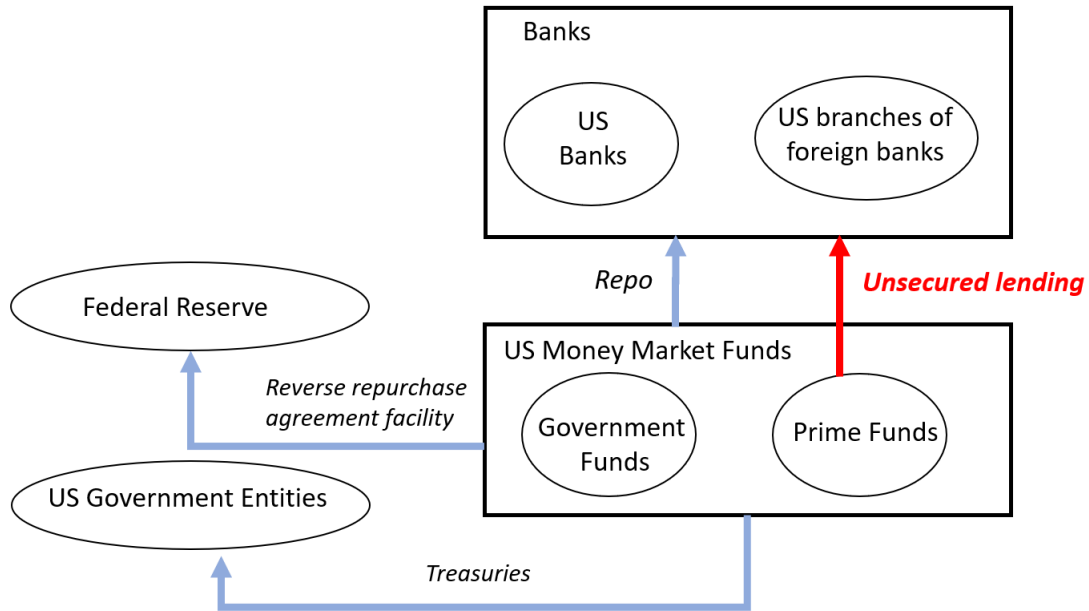 Banks
US
Banks
US branches of
foreign banks
Repo
Unsecured lending
Federal Reserve
US Money Market Funds
Reverse repurchase
agreement facility
Government
Funds
Prime Funds
US Government Entities
Treasuries